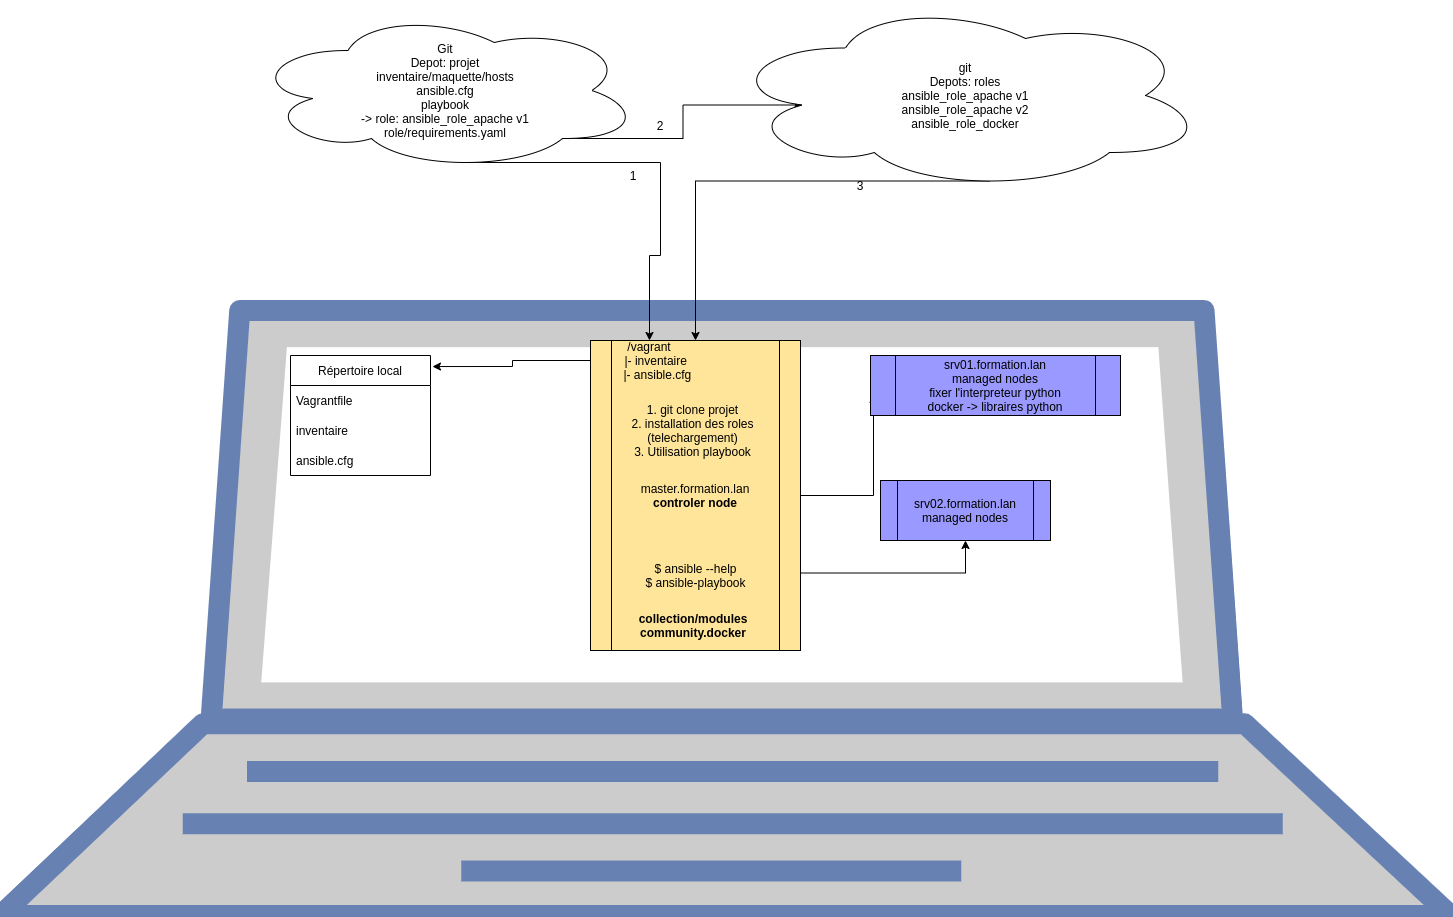 Git
Depot: projet
inventaire/maquette/hosts
ansible.cfg
playbook
-> role: ansible_role_apache v1
role/requirements.yaml
git
Depots: roles
ansible_role_apache v1
ansible_role_apache v2
ansible_role_docker
2
1
3
Répertoire local
Vagrantfile
inventaire
ansible.cfg
/vagrant
|- inventaire
|- ansible.cfg
1. git clone projet
2. installation des roles
(telechargement)
3. Utilisation playbook
master.formation.lan
controler node
$ ansible --help
$ ansible-playbook
collection/modules
community.docker
srv01.formation.lan
managed nodes
fixer l'interpreteur python
docker -> libraires python
srv02.formation.lan
managed nodes